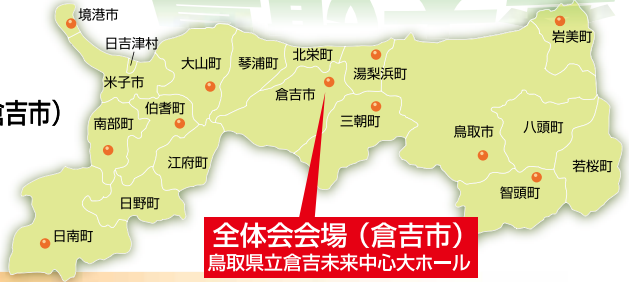 境港市
岩美町
日吉津村
北栄町
大山町
琴浦町
湯梨浜町
米子市
倉吉市
伯耆町
倉吉市）
三朝町
南部町
鳥取市
八頭町
江府町
若桜町
智頭町
日野町
日南町
全体会会場（倉吉市）
鳥取県立倉吉未来中心大ホール